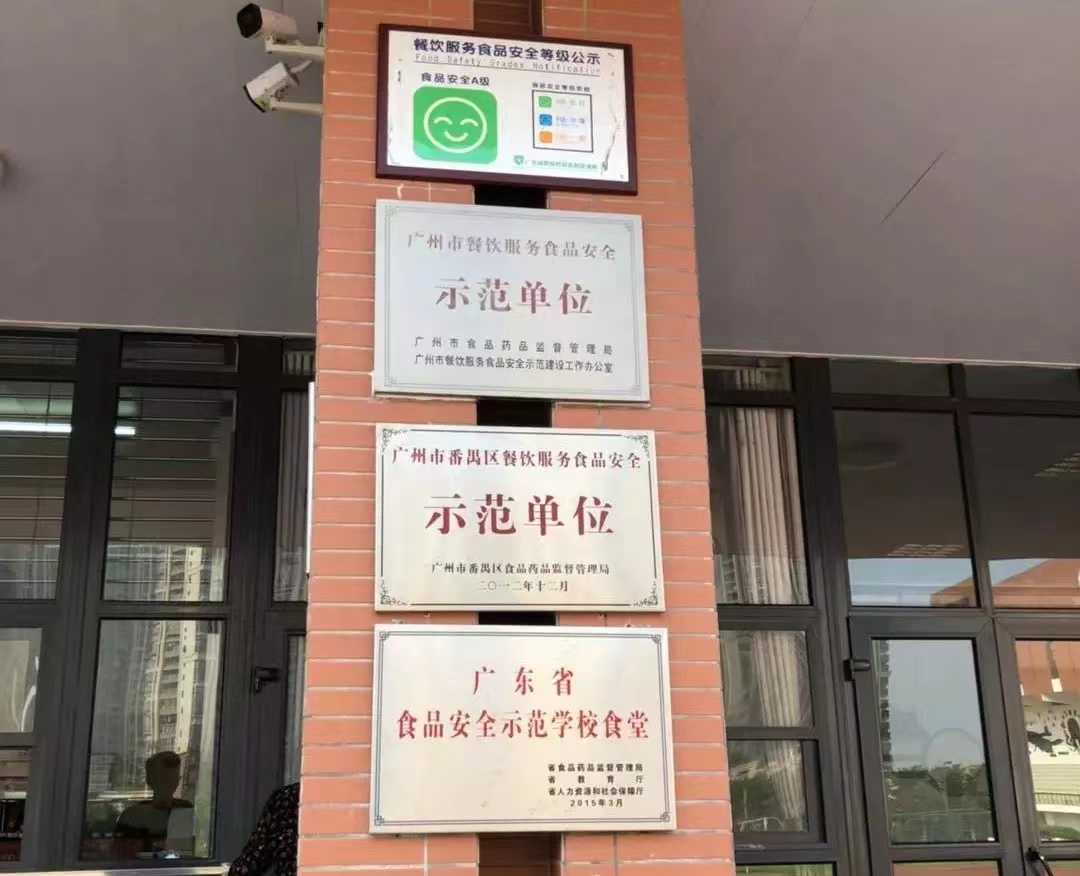 餐饮服务食品安全等级公示
Food Safety Grades Notification
食品安全A级
广州市餐饮服务食品安全
示范单位
广州市食品药品监督管理局
广州市餐饮服务食品安全示范建设工作办公室
广州市番禺区餐饮服务食品安全
示范单位
广州市番禺区食品药品监督管理局
二〇一二年十二月
广东省
食品安全示范学校食堂
省食品药品监督管理局
省教育厅
省人力资源和社会保障厅
2015年3月